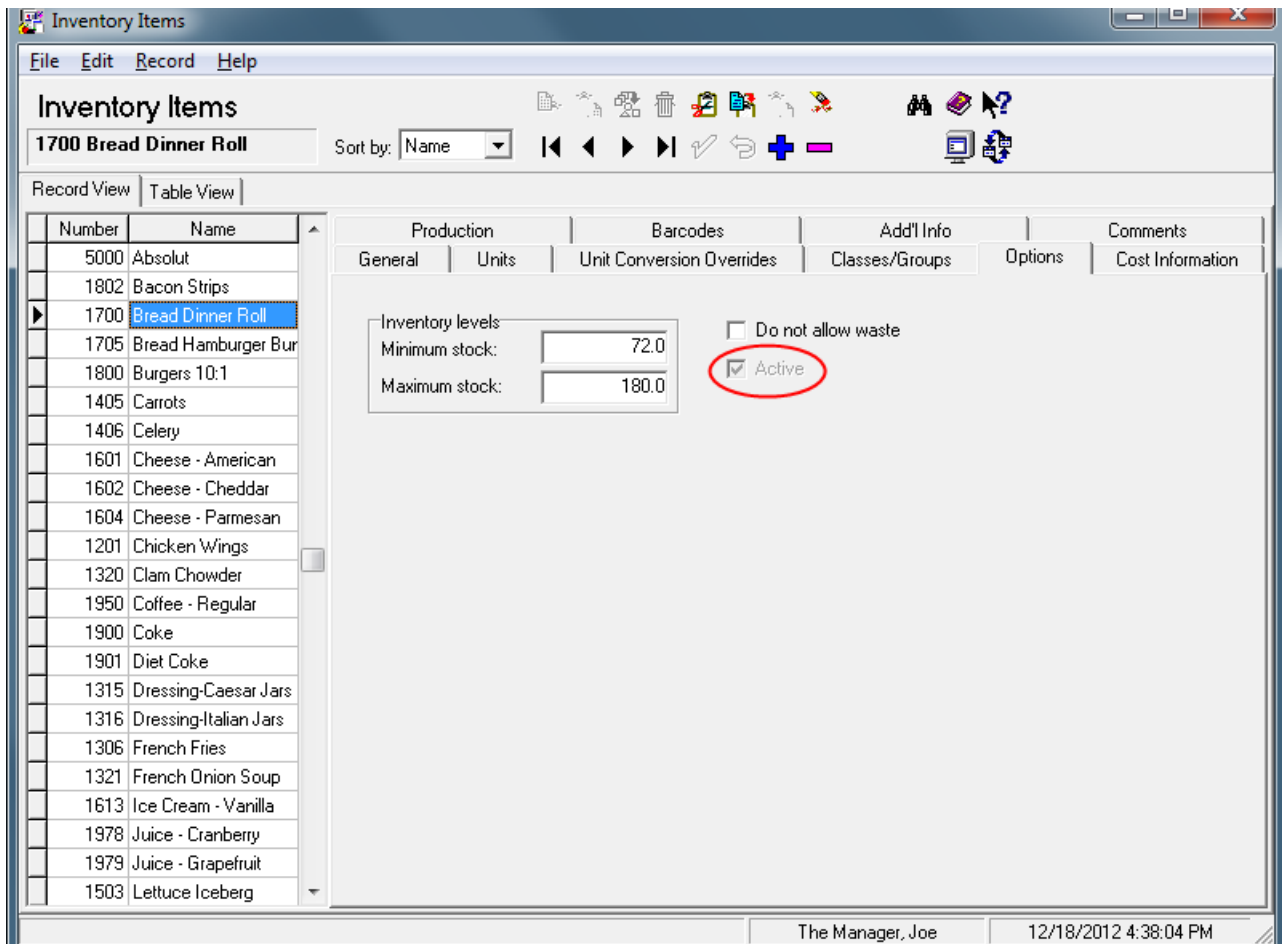 Inventory Items
File Edit Record Help
Inventory Items
1700 Bread Dinner Roll
Sort by: Name
Record View Table View
Number Name
5000 Absolut
1802 Bacon Strips
1700 Bread Dinner Roll
1705 Bread Hamburger Bur
1800 Burgers 10:1
1405 Carrots
1406 Celery
1601 Cheese - American
1602 Cheese - Cheddar
1604 Cheese - Parmesan
1201 Chicken Wings
1320 Clam Chowder
1950 Coffee - Regular
1900 Coke
1901 Diet Coke
1315 Dressing-Caesar Jars
1316 Dressing-Italian Jars
1306 French Fries
1321 French Onion Soup
1613 Ice Cream - Vanilla
1978 Juice - Cranberry
1979 Juice - Grapefruit
1503 Lettuce Iceberg
Production Barcodes Add'l Info Comments
General Units Unit Conversion Overrides Classes/Groups Options Cost Information
Inventory levels
Minimum stock: 72.0
Maximum stock: 180.0
Do not allow waste
Active
The Manager, Joe 12/18/2012 4:38:04 PM